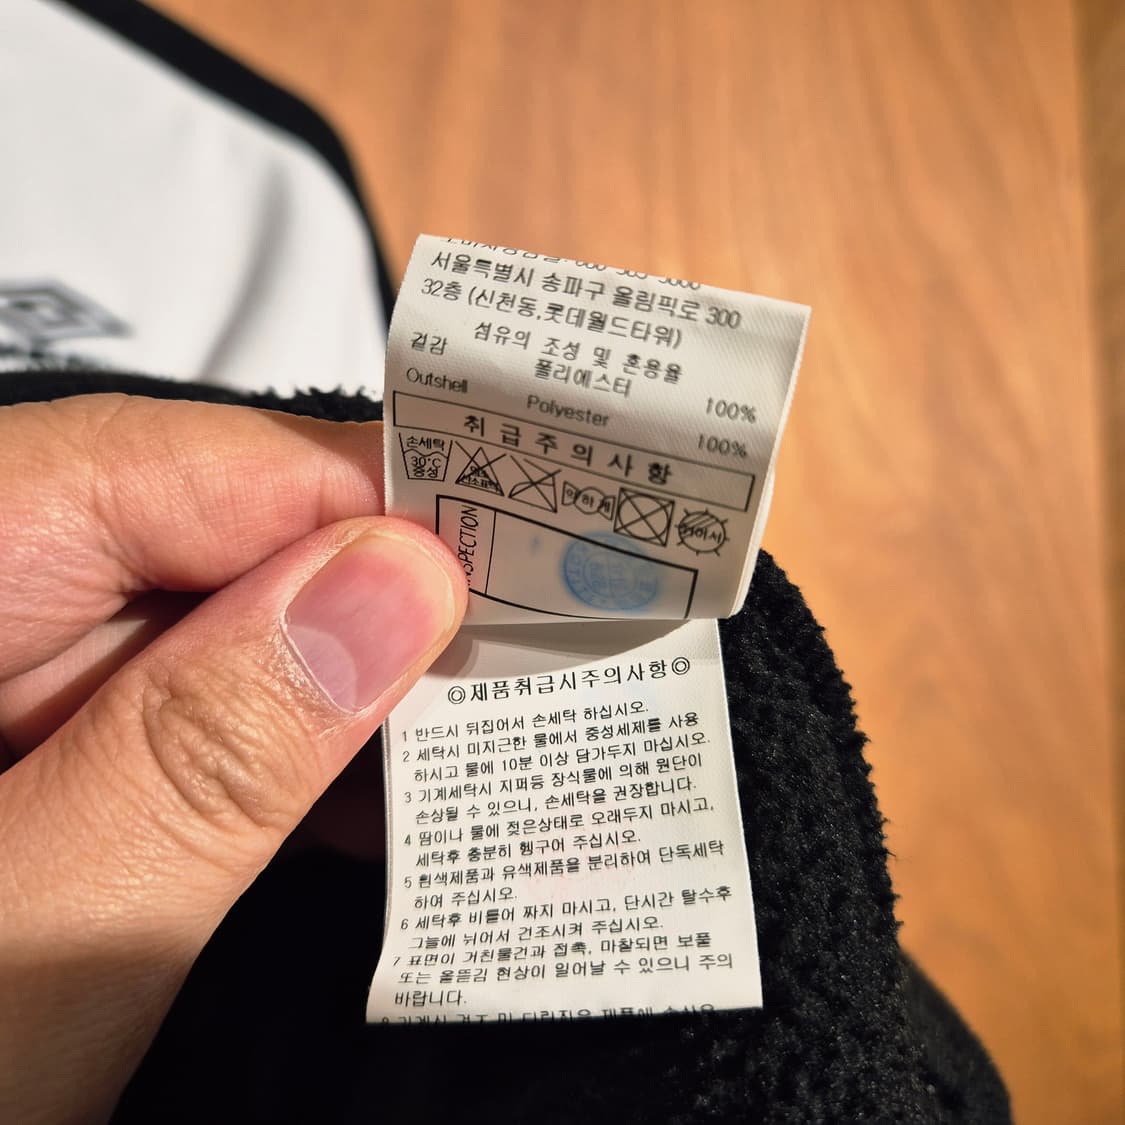 서울특별시 송파구 올림픽로 300
32층 (신천동,롯데월드타워)
섬유의 조성 및 혼용율
겉감 폴리에스터 100%
Outshell Polyester 100%
취급주의사항
손세탁
30°C
중성
약하게
INSPECTION
◎제품취급시주의사항◎
1 반드시 뒤집어서 손세탁 하십시오.
2 세탁시 미지근한 물에서 중성세제를 사용
하시고 물에 10분 이상 담가두지 마십시오.
3 기계세탁시 지퍼등 장식물에 의해 원단이
손상될 수 있으니, 손세탁을 권장합니다.
4 땀이나 물에 젖은상태로 오래두지 마시고,
세탁후 충분히 헹구어 주십시오.
5 흰색제품과 유색제품을 분리하여 단독세탁
하여 주십시오.
6 세탁후 비틀어 짜지 마시고, 단시간 탈수후
그늘에 뉘어서 건조시켜 주십시오.
7 표면이 거친물건과 접촉, 마찰되면 보풀
또는 올뜯김 현상이 일어날 수 있으니 주의
바랍니다.